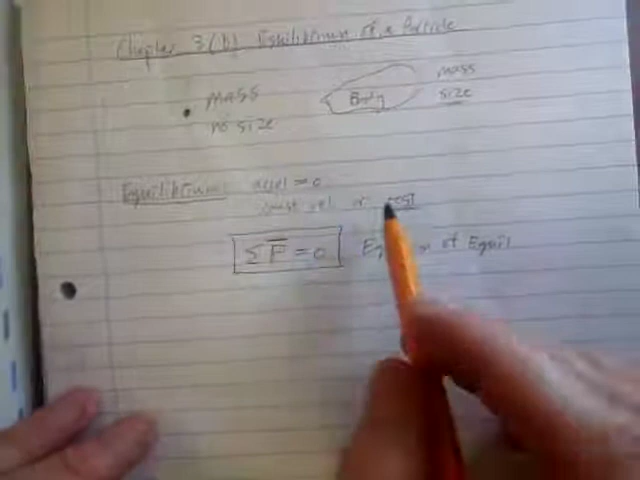 Chapter 3(b) Equilibrium of a Particle
mass
no size
Body
mass
size
Equilibrium: accel = 0
const vel or rest
ΣF = 0
of Equil